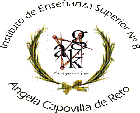 Instituto de Enseñanza Superior Nº 8
Angela Capovilla de Reto